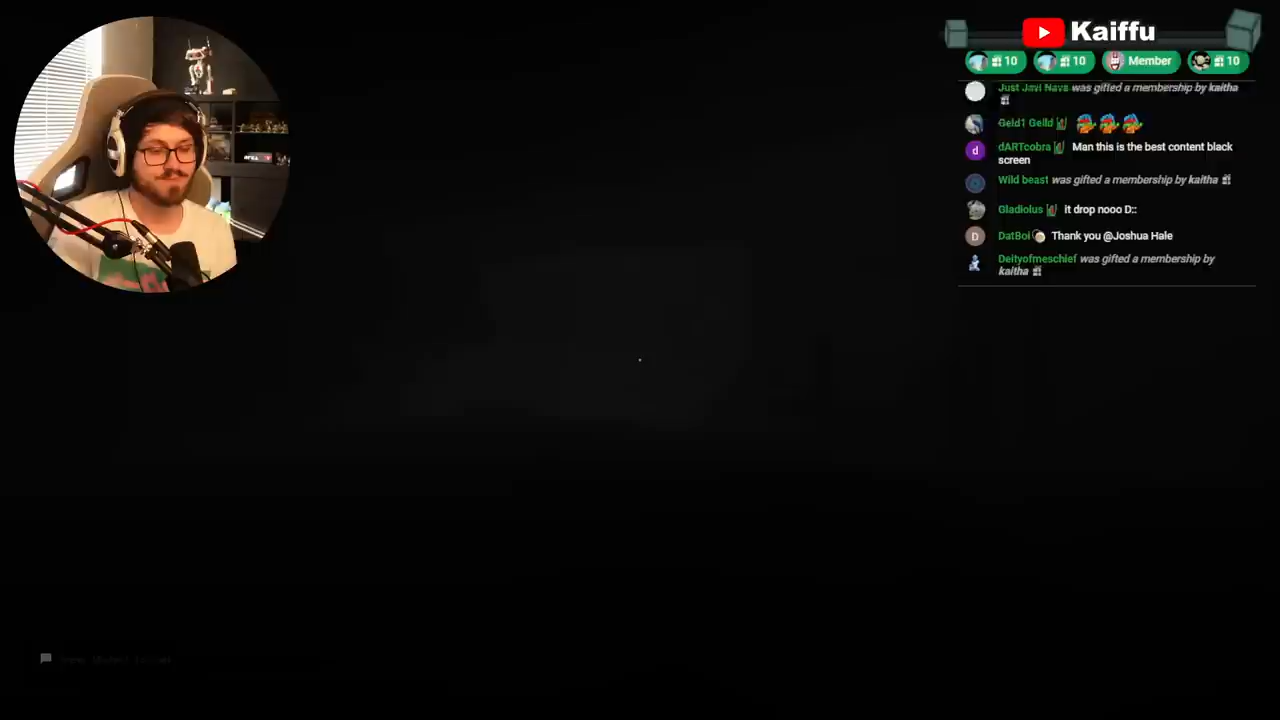 Kaiffu
10
10
Member
10
Just Javi Nava was gifted a membership by kaitha
Geld1 Geild
dARTcobra Man this is the best content black
screen
d
Wild beast was gifted a membership by kaitha
Gladiolus it drop nooo D::
D
DatBoi Thank you @Joshua Hale
Deityofmeschief was gifted a membership by
kaitha